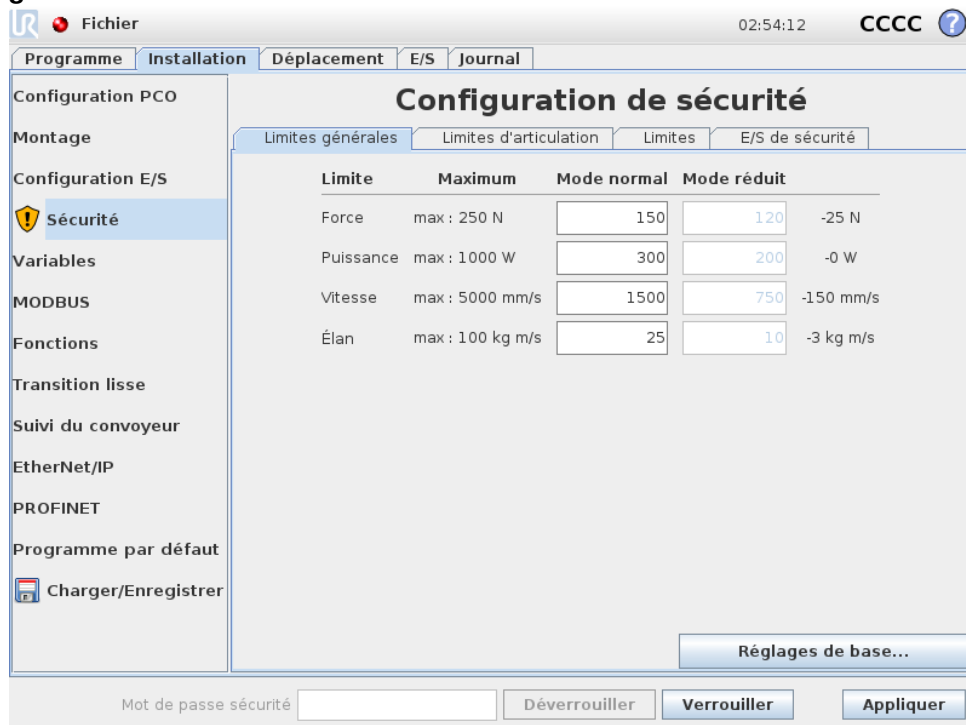 Fichier 02:54:12 CCCC ?
Programme Installation Déplacement E/S Journal
Configuration PCO
Montage
Configuration E/S
Sécurité
Variables
MODBUS
Fonctions
Transition lisse
Suivi du convoyeur
EtherNet/IP
PROFINET
Programme par défaut
Charger/Enregistrer
Configuration de sécurité
Limites générales Limites d'articulation Limites E/S de sécurité
Limite Maximum Mode normal Mode réduit
Force max : 250 N 150 120 -25 N
Puissance max : 1000 W 300 200 -0 W
Vitesse max : 5000 mm/s 1500 750 -150 mm/s
Élan max : 100 kg m/s 25 10 -3 kg m/s
Réglages de base...
Mot de passe sécurité Déverrouiller Verrouiller Appliquer